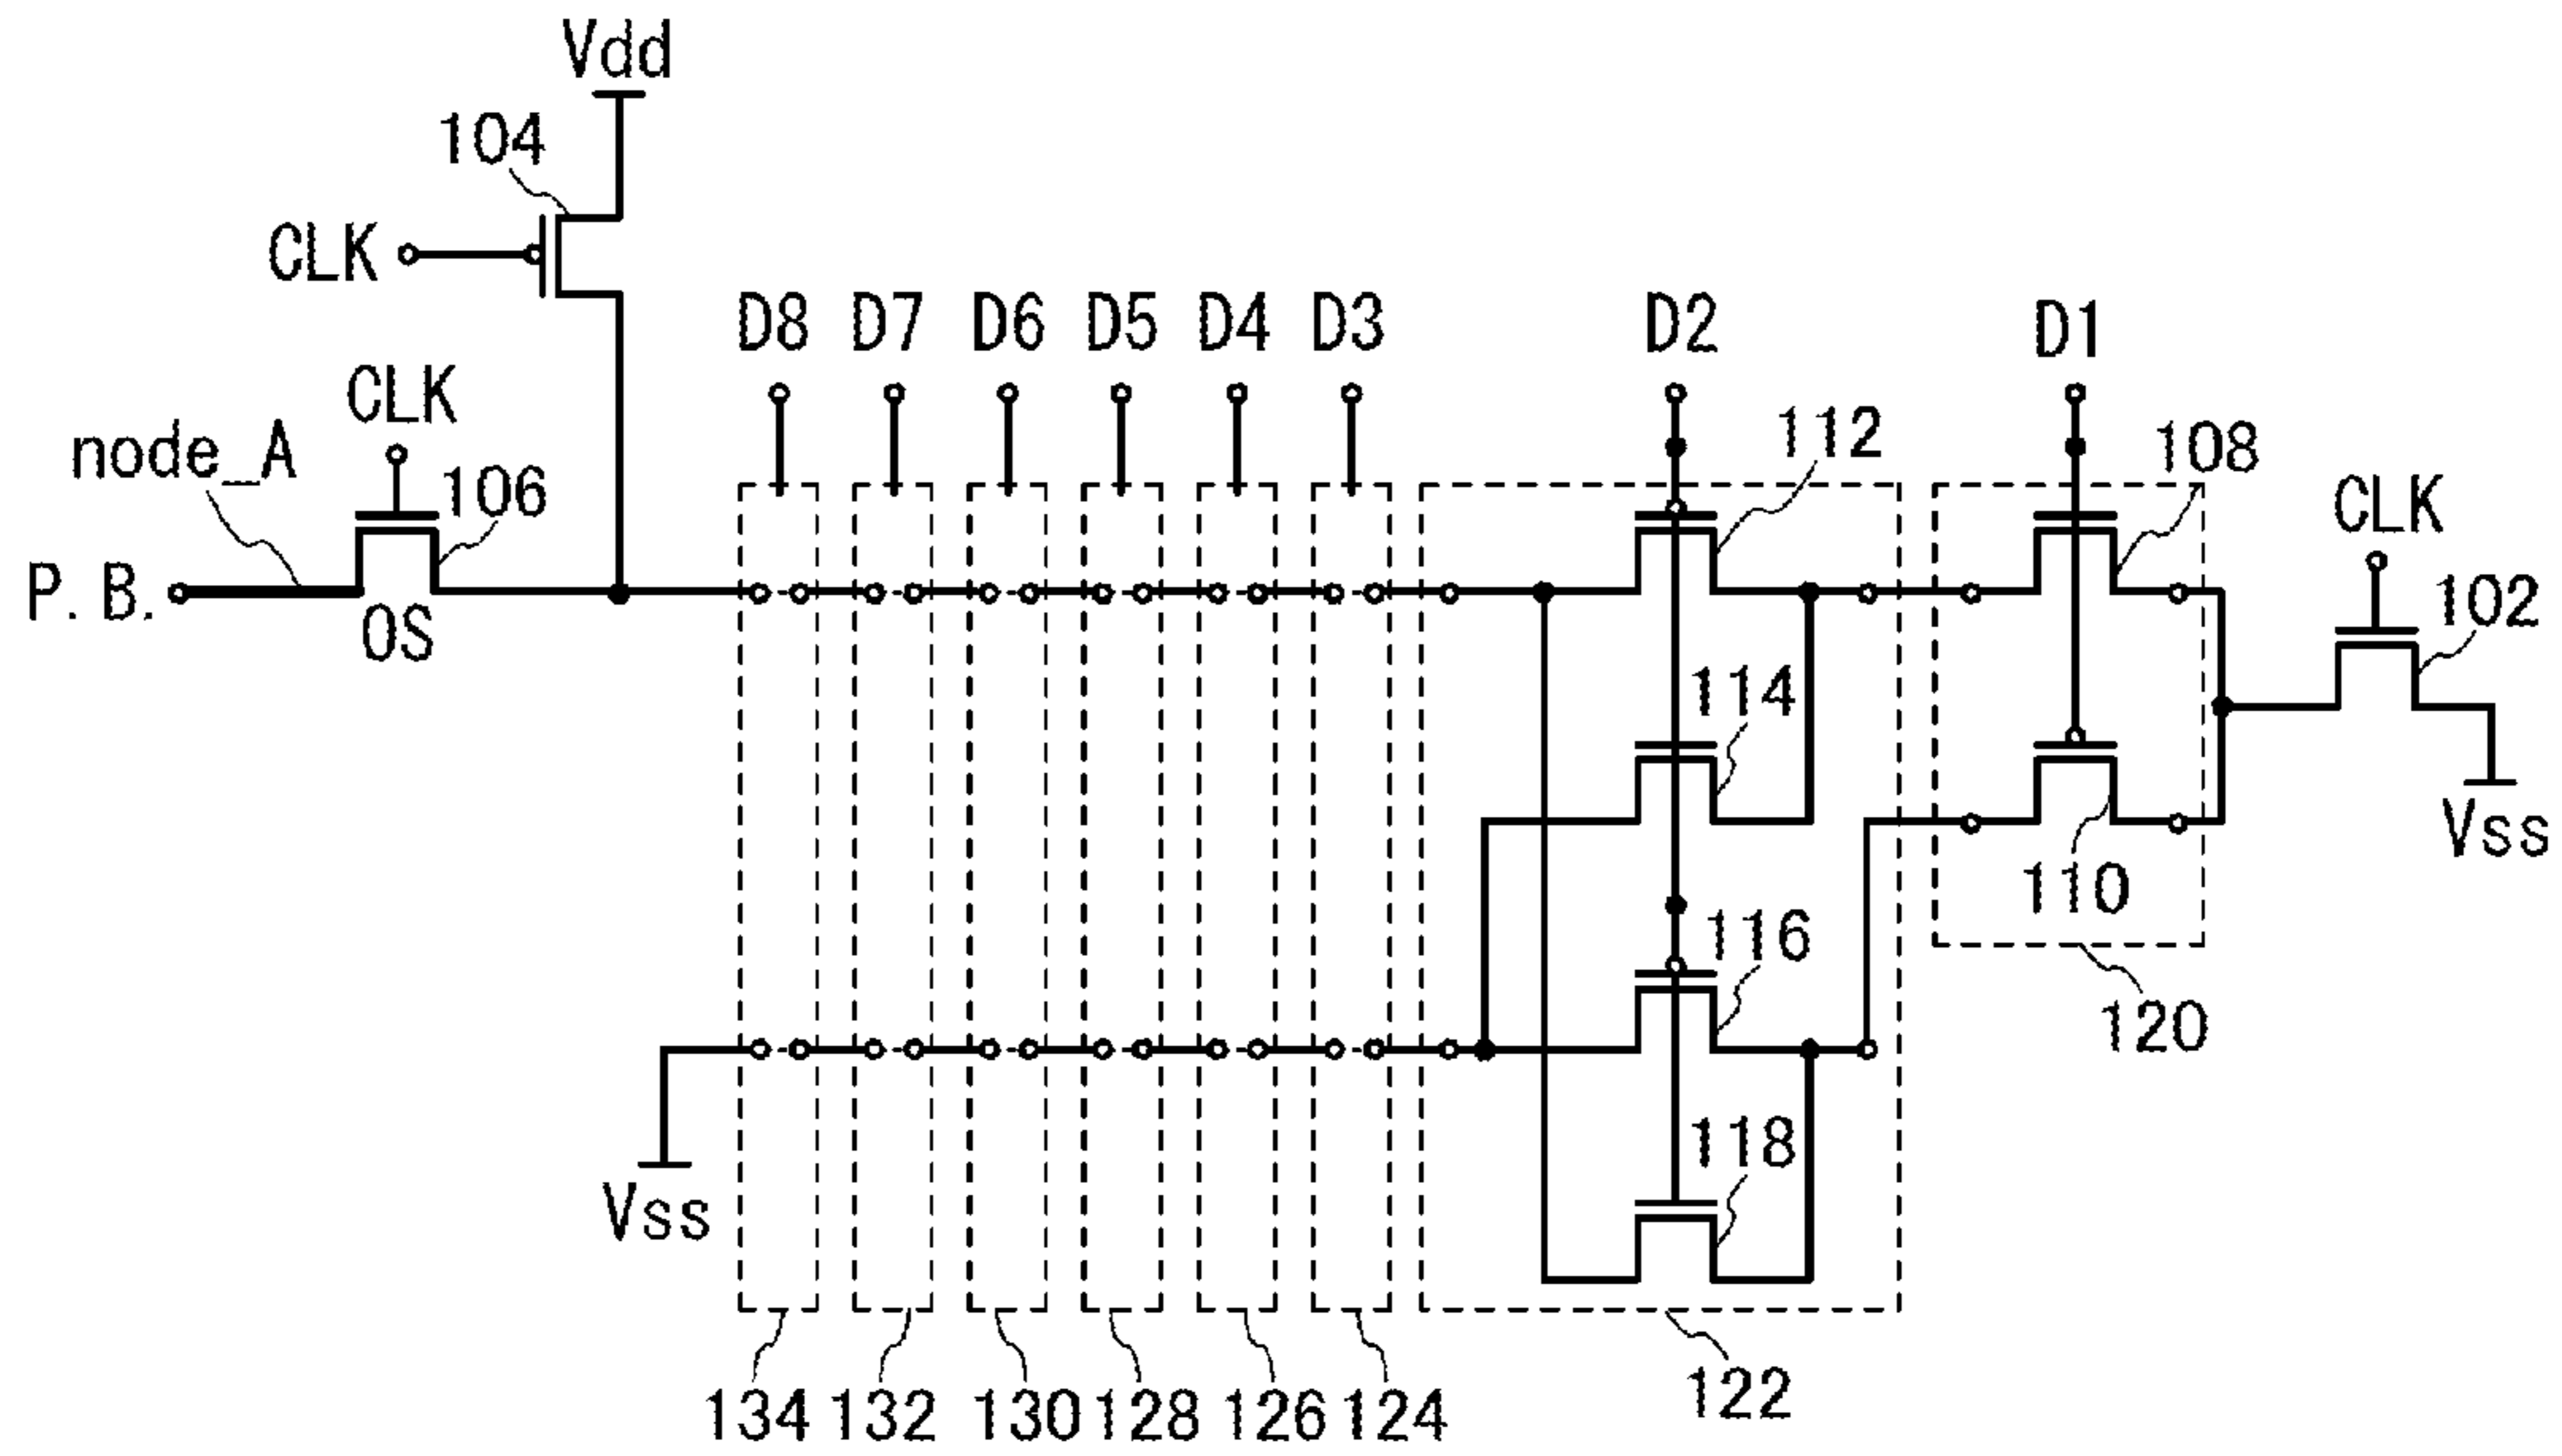 Vdd
104
CLK
D8 D7 D6 D5 D4 D3 D2 D1
CLK
node_A
106
112
108
CLK
P.B.
OS
102
114
110
Vss
116
120
118
Vss
134 132 130 128 126 124 122